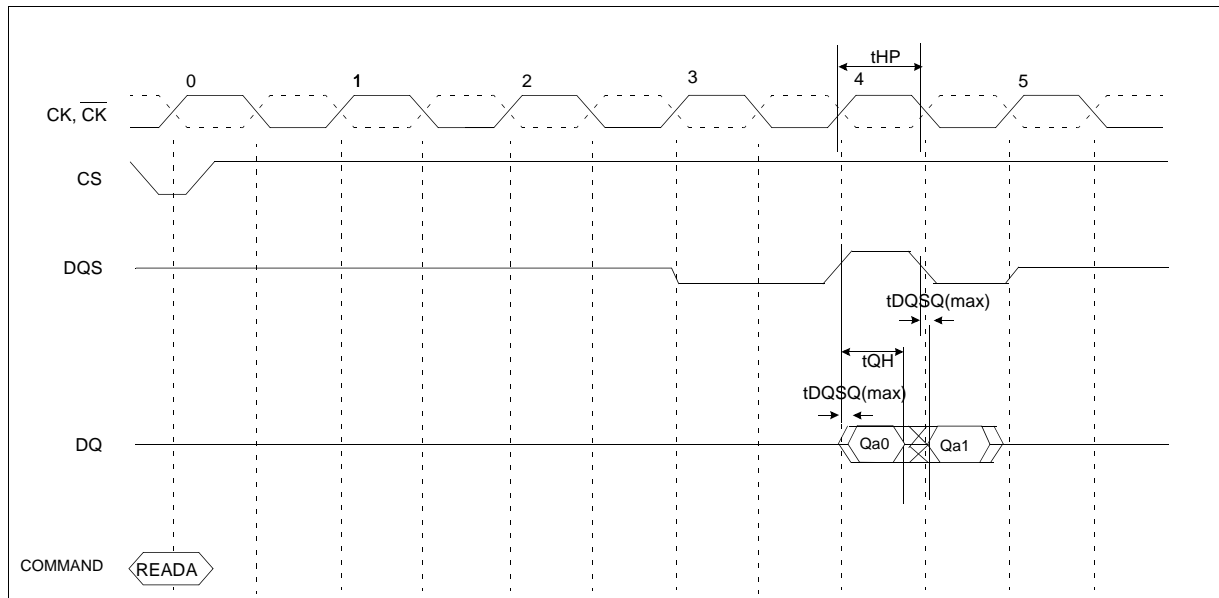 tHP
0 1 2 3 4 5
CK, C̅K̅
CS
DQS
tDQSQ(max)
tQH
tDQSQ(max)
DQ
Qa0 Qa1
COMMAND
READA